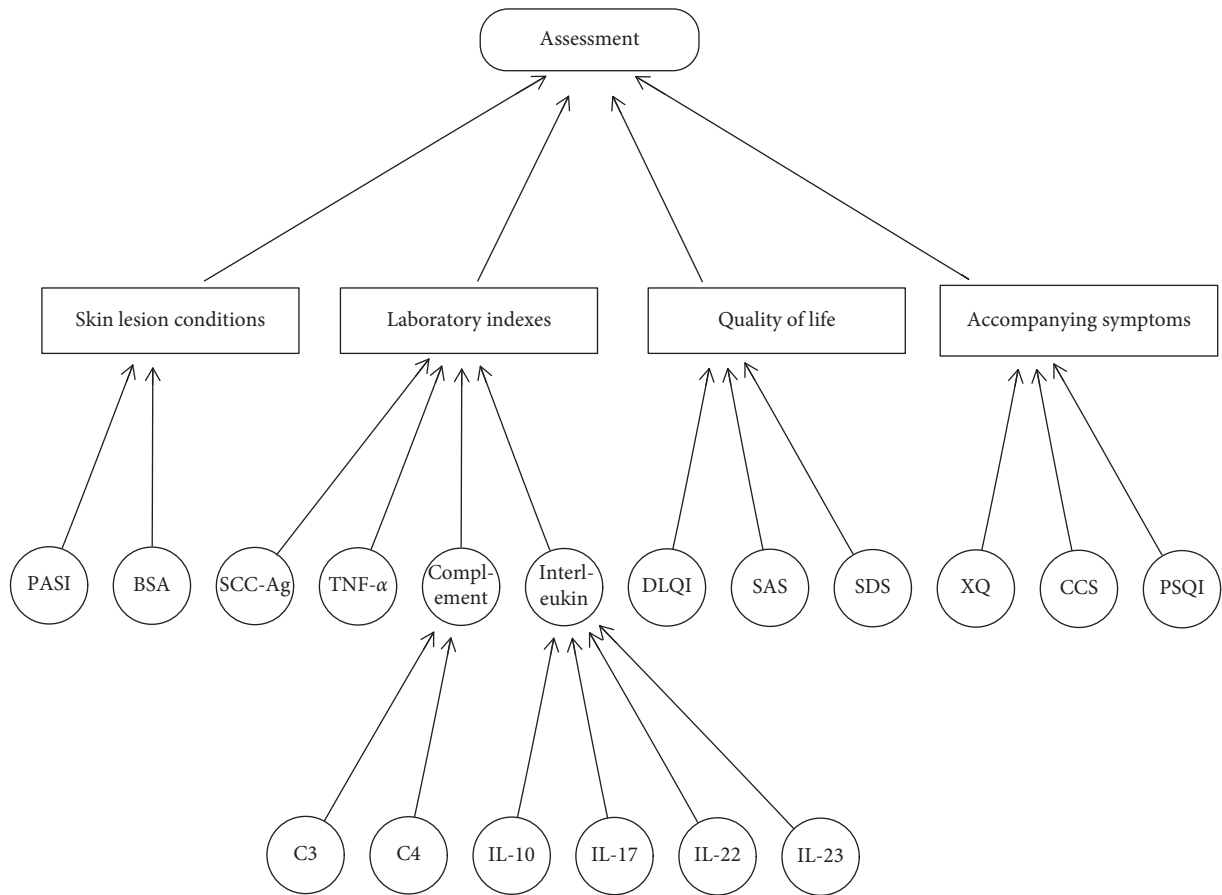 Assessment
Skin lesion conditions
Laboratory indexes
Quality of life
Accompanying symptoms
PASI
BSA
SCC-Ag
TNF-α
Compl-
ement
Interl-
eukin
DLQI
SAS
SDS
XQ
CCS
PSQI
C3
C4
IL-10
IL-17
IL-22
IL-23